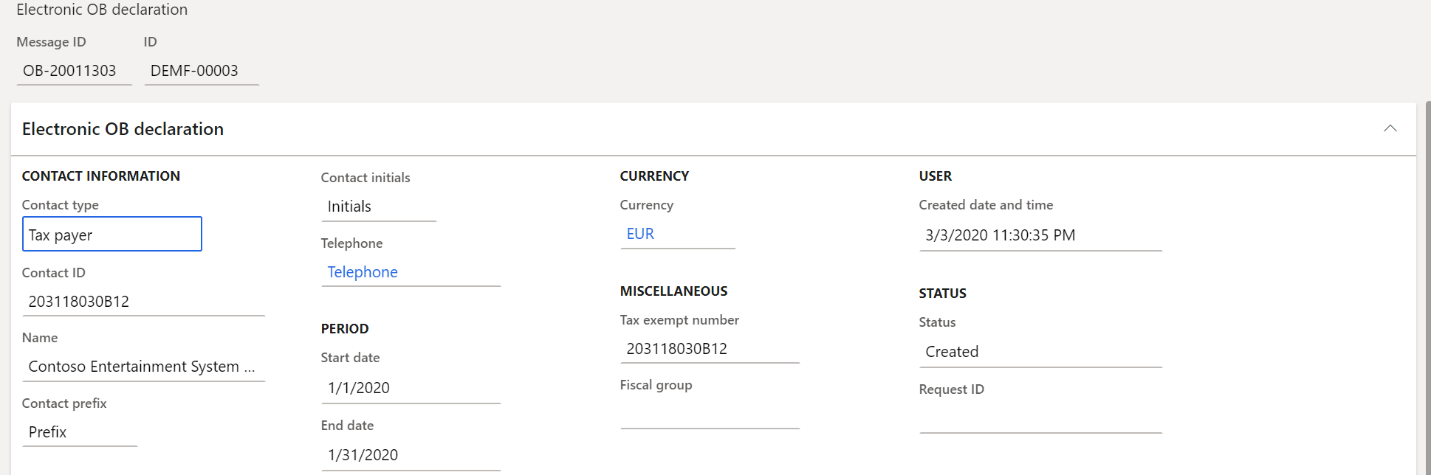 Electronic OB declaration
Message ID
OB-20011303
ID
DEMF-00003
Electronic OB declaration
CONTACT INFORMATION
Contact type
Tax payer
Contact ID
203118030B12
Name
Contoso Entertainment System ...
Contact prefix
Prefix
Contact initials
Initials
Telephone
Telephone
PERIOD
Start date
1/1/2020
End date
1/31/2020
CURRENCY
Currency
EUR
MISCELLANEOUS
Tax exempt number
203118030B12
Fiscal group
USER
Created date and time
3/3/2020 11:30:35 PM
STATUS
Status
Created
Request ID